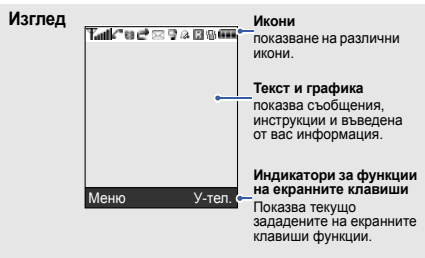 Изглед
Икони
показване на различни
икони.
Текст и графика
показва съобщения,
инструкции и въведена
от вас информация.
Меню
У-тел.
Индикатори за функции
на екранните клавиши
Показва текущо
зададените на екранните
клавиши функции.